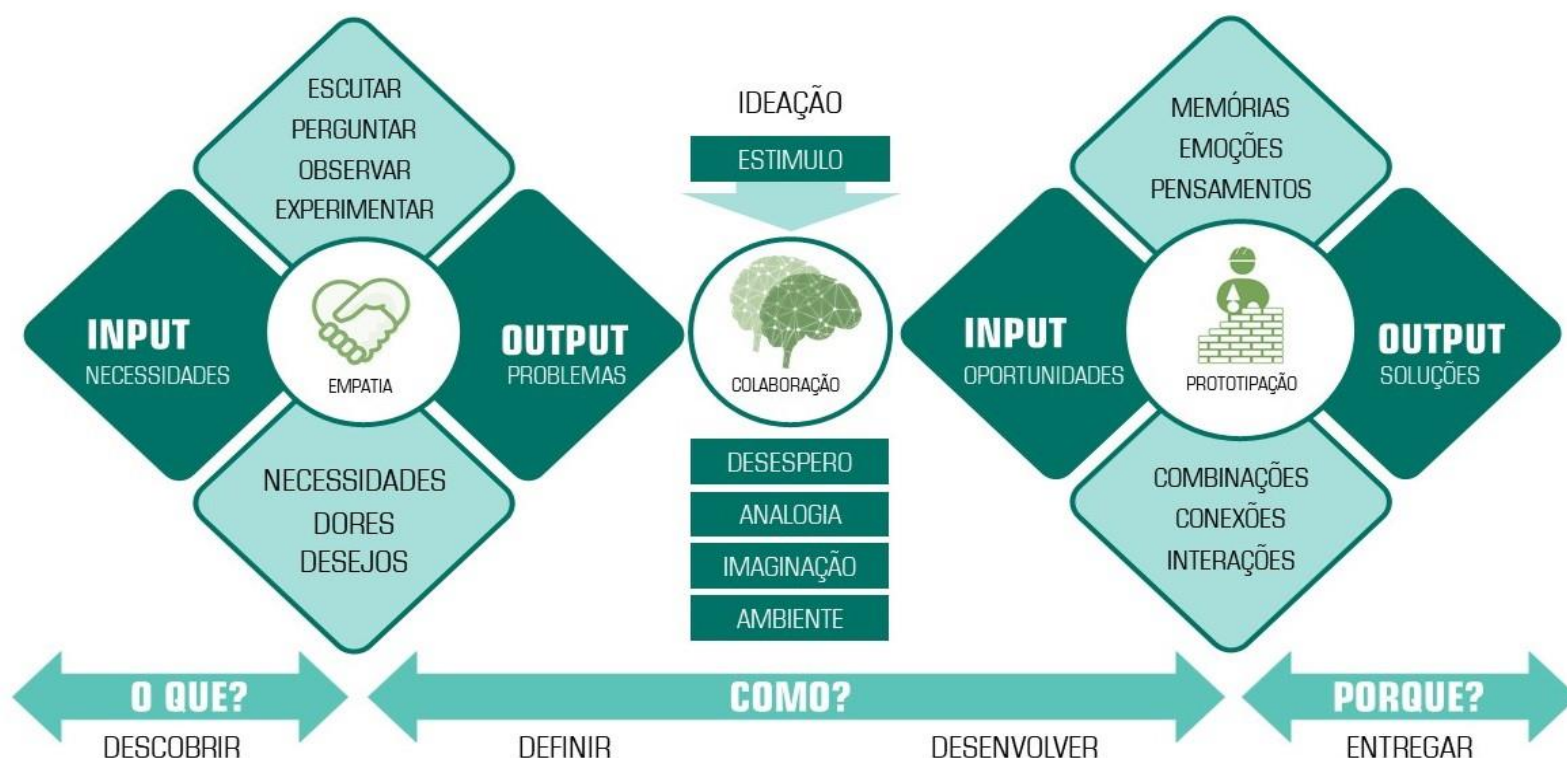 ESCUTAR
PERGUNTAR
OBSERVAR
EXPERIMENTAR
INPUT
NECESSIDADES
EMPATIA
OUTPUT
PROBLEMAS
NECESSIDADES
DORES
DESEJOS
IDEAÇÃO
ESTIMULO
COLABORAÇÃO
DESESPERO
ANALOGIA
IMAGINAÇÃO
AMBIENTE
MEMÓRIAS
EMOÇÕES
PENSAMENTOS
INPUT
OPORTUNIDADES
PROTOTIPAÇÃO
OUTPUT
SOLUÇÕES
COMBINAÇÕES
CONEXÕES
INTERAÇÕES
O QUE?
COMO?
PORQUE?
DESCOBRIR
DEFINIR
DESENVOLVER
ENTREGAR